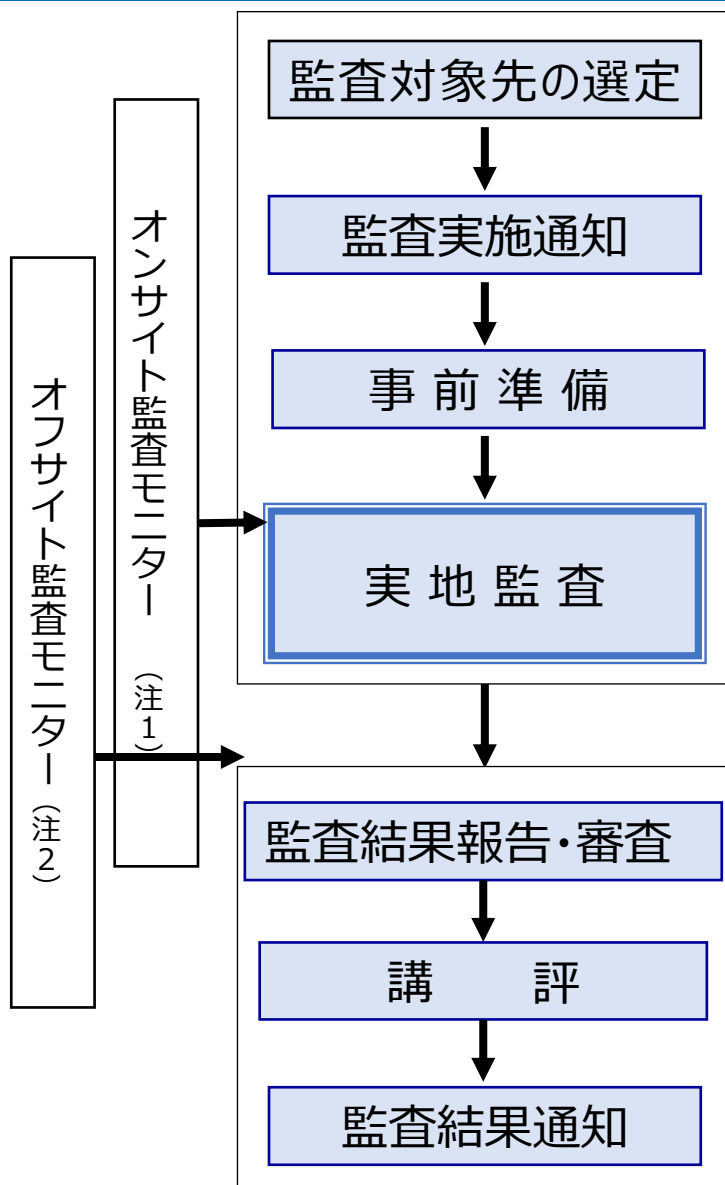 監査対象先の選定
監査実施通知
事前準備
実地監査
オンサイト監査モニター（注1）
オフサイト監査モニター（注2）
監査結果報告・審査
講評
監査結果通知